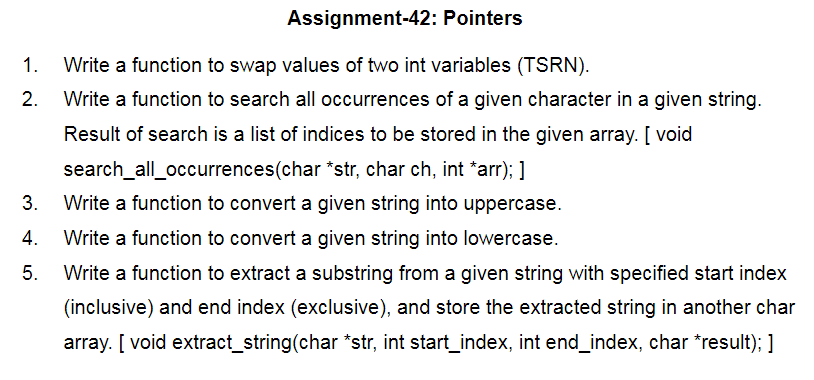 Assignment-42: Pointers
1. Write a function to swap values of two int variables (TSRN).
2. Write a function to search all occurrences of a given character in a given string.
Result of search is a list of indices to be stored in the given array. [ void
search_all_occurrences(char *str, char ch, int *arr); ]
3. Write a function to convert a given string into uppercase.
4. Write a function to convert a given string into lowercase.
5. Write a function to extract a substring from a given string with specified start index
(inclusive) and end index (exclusive), and store the extracted string in another char
array. [ void extract_string(char *str, int start_index, int end_index, char *result); ]